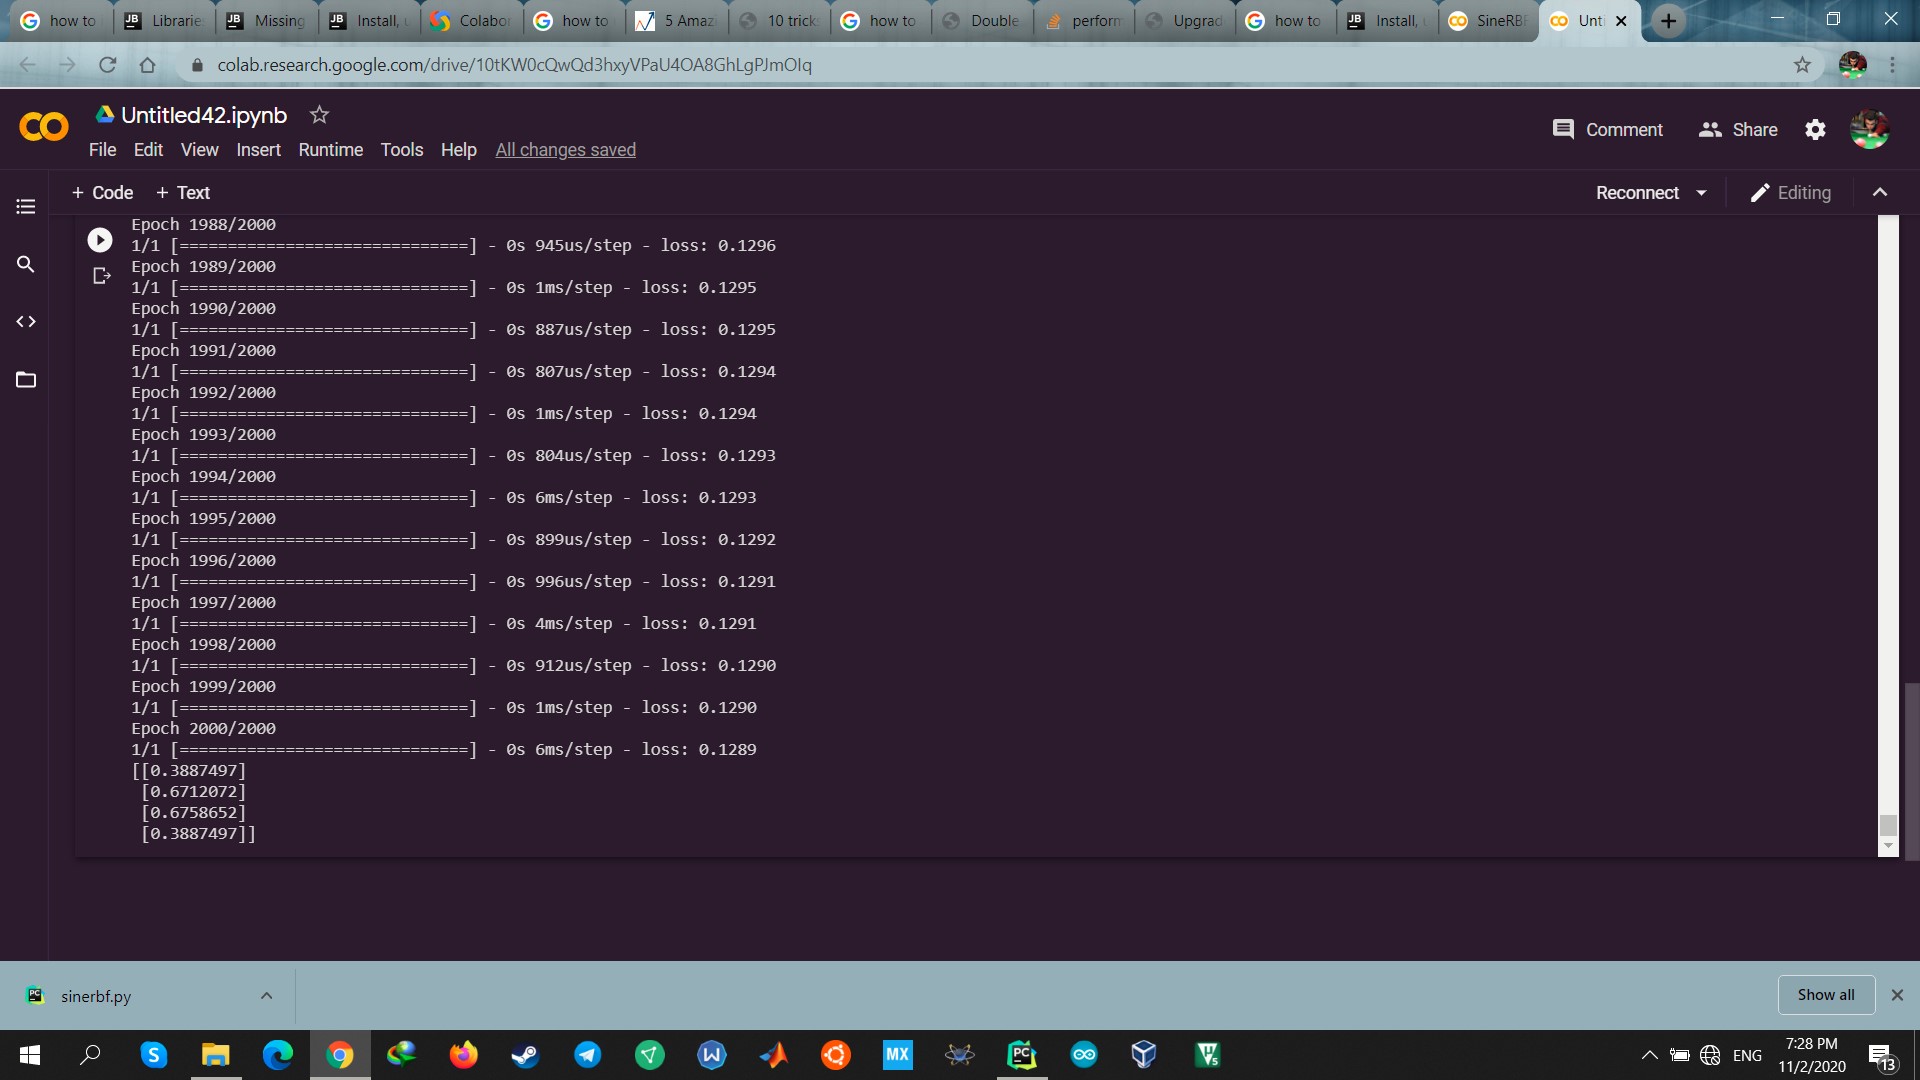 how to
JB Librarie
JB Missing
JB Install, u
Colabor
how to
5 Amaz
10 trick
how to
Double
perform
Upgrad
how to
JB Install, u
SineRBF
Unti
colab.research.google.com/drive/10tKW0cQwQd3hxyVPaU4OA8GhLgPJmOIq
CO
Untitled42.ipynb
Comment
Share
File Edit View Insert Runtime Tools Help All changes saved
+ Code + Text
Reconnect
Editing
Epoch 1988/2000
1/1 [==============================] - 0s 945us/step - loss: 0.1296
Epoch 1989/2000
1/1 [==============================] - 0s 1ms/step - loss: 0.1295
Epoch 1990/2000
1/1 [==============================] - 0s 887us/step - loss: 0.1295
Epoch 1991/2000
1/1 [==============================] - 0s 807us/step - loss: 0.1294
Epoch 1992/2000
1/1 [==============================] - 0s 1ms/step - loss: 0.1294
Epoch 1993/2000
1/1 [==============================] - 0s 804us/step - loss: 0.1293
Epoch 1994/2000
1/1 [==============================] - 0s 6ms/step - loss: 0.1293
Epoch 1995/2000
1/1 [==============================] - 0s 899us/step - loss: 0.1292
Epoch 1996/2000
1/1 [==============================] - 0s 996us/step - loss: 0.1291
Epoch 1997/2000
1/1 [==============================] - 0s 4ms/step - loss: 0.1291
Epoch 1998/2000
1/1 [==============================] - 0s 912us/step - loss: 0.1290
Epoch 1999/2000
1/1 [==============================] - 0s 1ms/step - loss: 0.1290
Epoch 2000/2000
1/1 [==============================] - 0s 6ms/step - loss: 0.1289
[[0.3887497]
[0.6712072]
[0.6758652]
[0.3887497]]
PC sinerbf.py
Show all
S
W
MX
PC
ENG
7:28 PM
11/2/2020
13